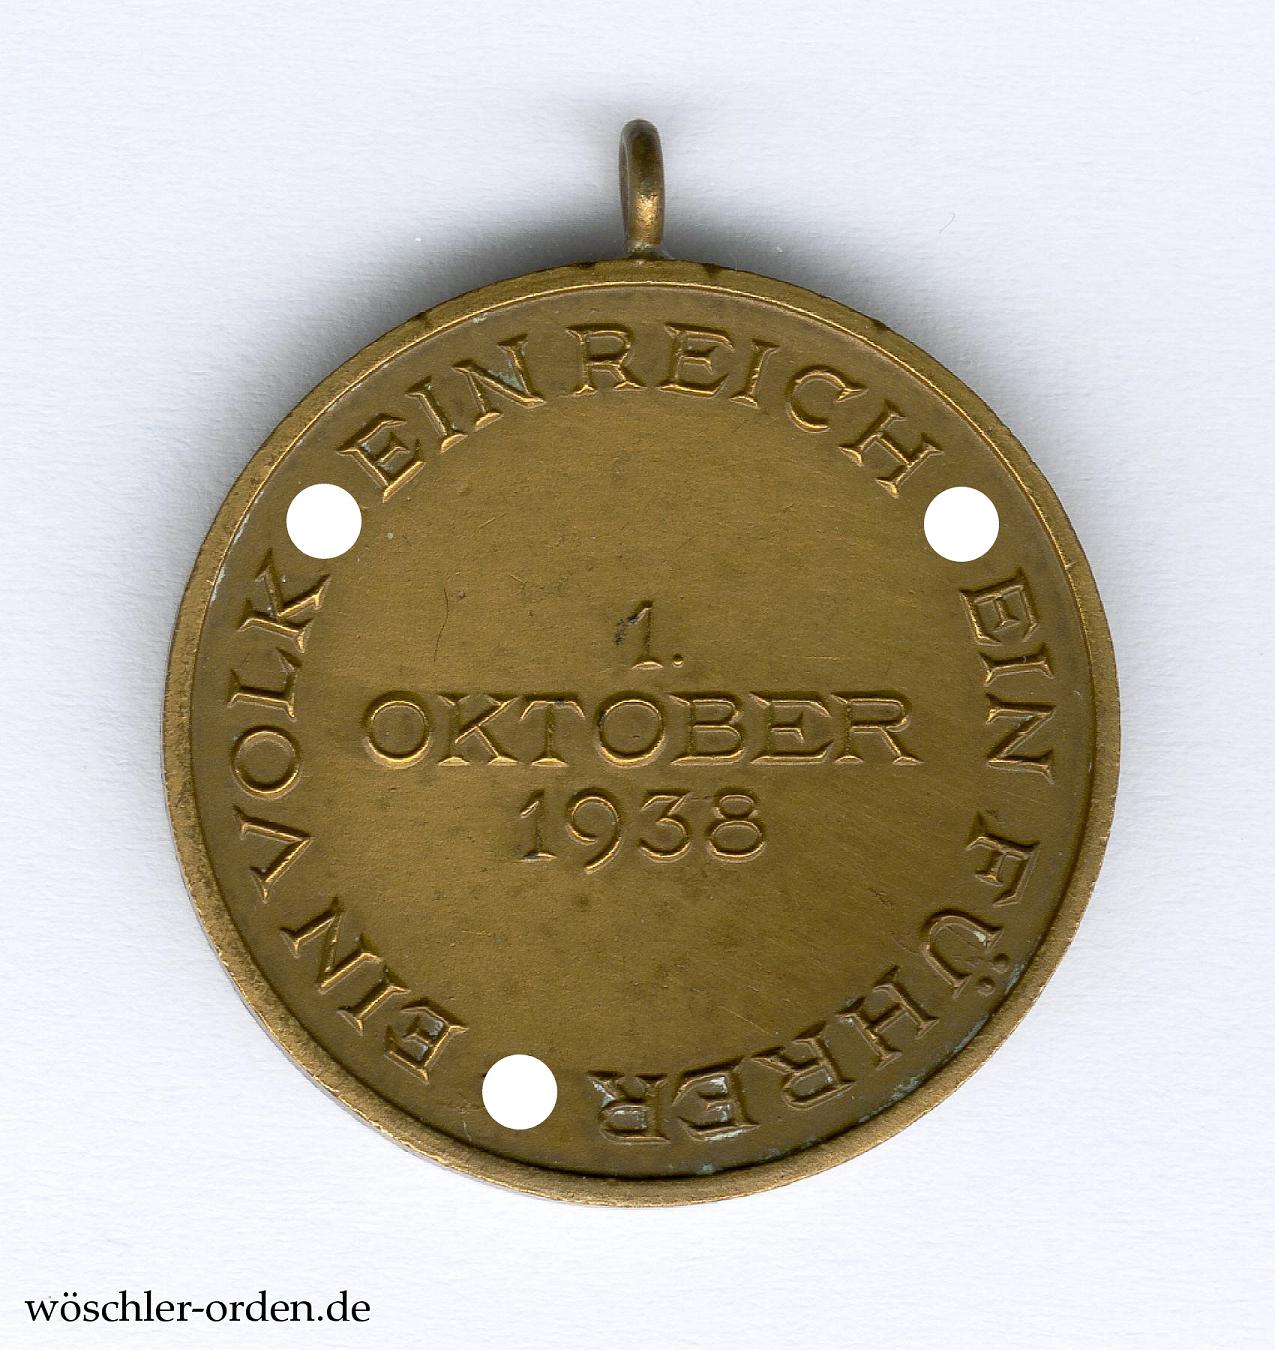 EIN VOLK EIN REICH EIN FÜHRER
1.
OKTOBER
1938
wöschler-orden.de